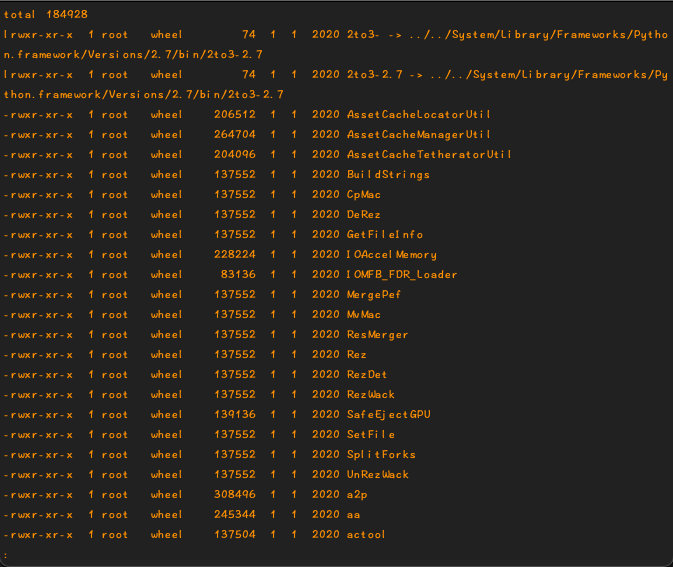 total 184928
lrwxr-xr-x  1 root   wheel        74  1  1  2020 2to3- -> ../../System/Library/Frameworks/Pytho
n.framework/Versions/2.7/bin/2to3-2.7
lrwxr-xr-x  1 root   wheel        74  1  1  2020 2to3-2.7 -> ../../System/Library/Frameworks/Py
thon.framework/Versions/2.7/bin/2to3-2.7
-rwxr-xr-x  1 root   wheel    206512  1  1  2020 AssetCacheLocatorUtil
-rwxr-xr-x  1 root   wheel    264704  1  1  2020 AssetCacheManagerUtil
-rwxr-xr-x  1 root   wheel    204096  1  1  2020 AssetCacheTetheratorUtil
-rwxr-xr-x  1 root   wheel    137552  1  1  2020 BuildStrings
-rwxr-xr-x  1 root   wheel    137552  1  1  2020 CpMac
-rwxr-xr-x  1 root   wheel    137552  1  1  2020 DeRez
-rwxr-xr-x  1 root   wheel    137552  1  1  2020 GetFileInfo
-rwxr-xr-x  1 root   wheel    228224  1  1  2020 IOAccelMemory
-rwxr-xr-x  1 root   wheel     83136  1  1  2020 IOMFB_FDR_Loader
-rwxr-xr-x  1 root   wheel    137552  1  1  2020 MergePef
-rwxr-xr-x  1 root   wheel    137552  1  1  2020 MvMac
-rwxr-xr-x  1 root   wheel    137552  1  1  2020 ResMerger
-rwxr-xr-x  1 root   wheel    137552  1  1  2020 Rez
-rwxr-xr-x  1 root   wheel    137552  1  1  2020 RezDet
-rwxr-xr-x  1 root   wheel    137552  1  1  2020 RezWack
-rwxr-xr-x  1 root   wheel    139136  1  1  2020 SafeEjectGPU
-rwxr-xr-x  1 root   wheel    137552  1  1  2020 SetFile
-rwxr-xr-x  1 root   wheel    137552  1  1  2020 SplitForks
-rwxr-xr-x  1 root   wheel    137552  1  1  2020 UnRezWack
-rwxr-xr-x  1 root   wheel    308496  1  1  2020 a2p
-rwxr-xr-x  1 root   wheel    245344  1  1  2020 aa
-rwxr-xr-x  1 root   wheel    137504  1  1  2020 actool
: